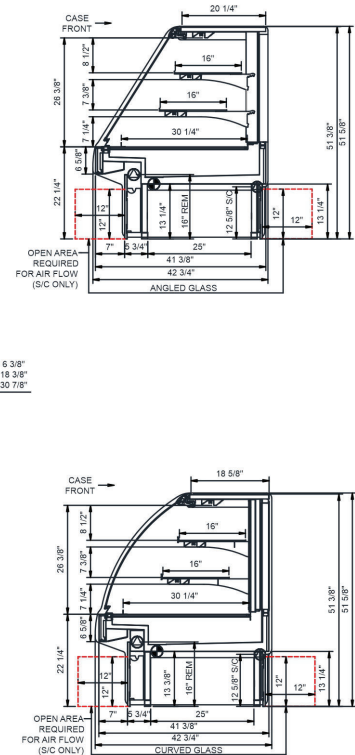 20 1/4"
CASE
FRONT
8 1/2"
16"
7 3/8"
16"
26 3/8"
7 1/4"
30 1/4"
51 3/8"
51 5/8"
6 5/8"
22 1/4"
12"
12"
13 1/4"
16" REM
12 5/8" S/C
12"
12"
13 1/4"
7"
5 3/4"
25"
OPEN AREA
REQUIRED
FOR AIR FLOW
(S/C ONLY)
41 3/8"
42 3/4"
ANGLED GLASS
6 3/8"
18 3/8"
30 7/8"
18 5/8"
CASE
FRONT
8 1/2"
16"
7 3/8"
16"
26 3/8"
7 1/4"
30 1/4"
51 3/8"
51 5/8"
6 5/8"
22 1/4"
12"
12"
13 3/8"
16" REM
12 5/8" S/C
12"
12"
13 1/4"
7"
5 3/4"
25"
OPEN AREA
REQUIRED
FOR AIR FLOW
(S/C ONLY)
41 3/8"
42 3/4"
CURVED GLASS